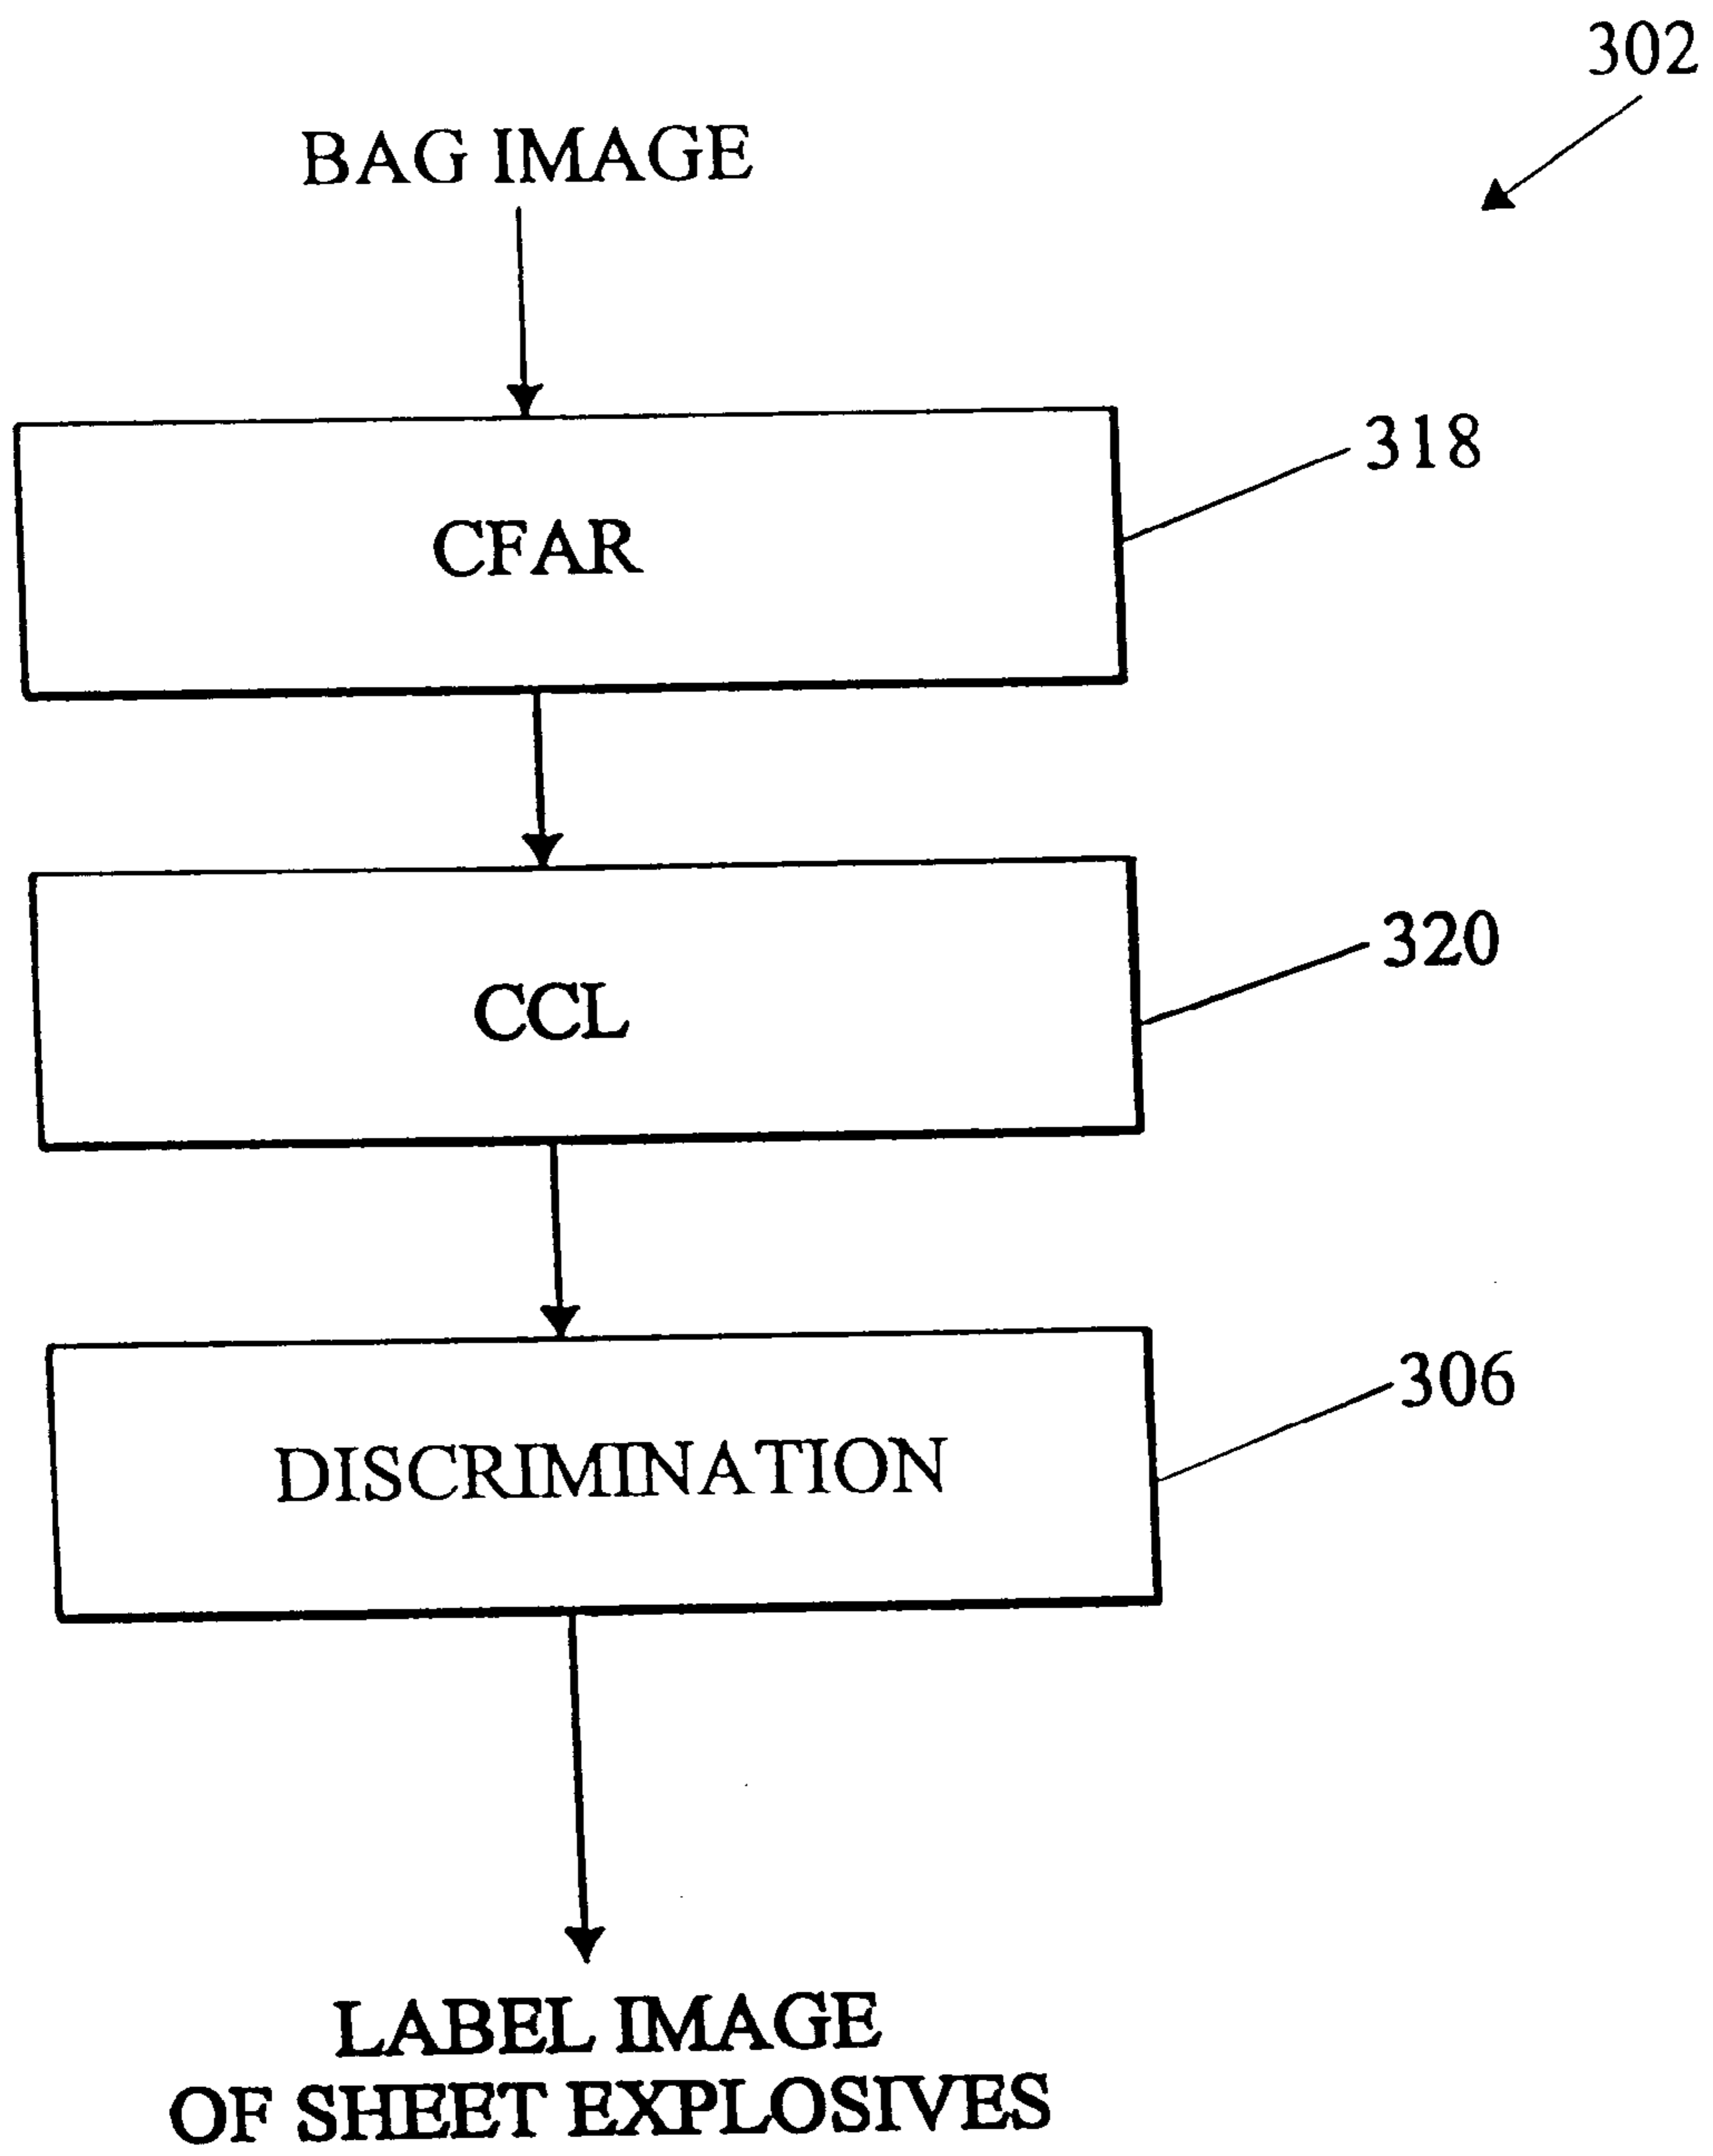 302
BAG IMAGE
318
CFAR
320
CCL
306
DISCRIMINATION
LABEL IMAGE
OF SHEET EXPLOSIVES